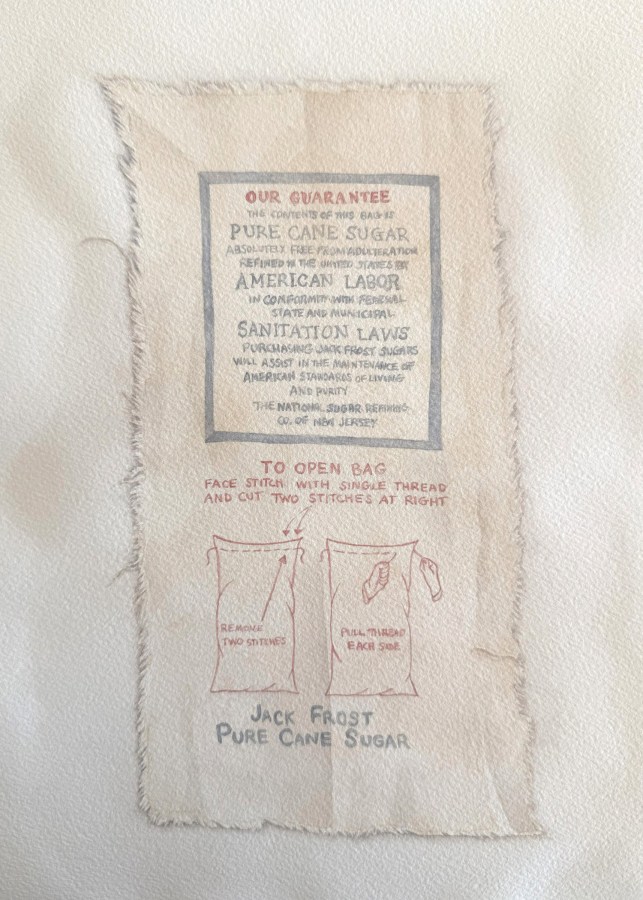 OUR GUARANTEE
THE CONTENTS OF THIS BAG IS
PURE CANE SUGAR
ABSOLUTELY FREE FROM ADULTERATION
REFINED IN THE UNITED STATES BY
AMERICAN LABOR
IN CONFORMITY WITH FEDERAL
STATE AND MUNICIPAL
SANITATION LAWS
PURCHASING JACK FROST SUGARS
WILL ASSIST IN THE MAINTENANCE OF
AMERICAN STANDARDS OF LIVING
AND PURITY
THE NATIONAL SUGAR REFINING
CO. OF NEW JERSEY
TO OPEN BAG
FACE STITCH WITH SINGLE THREAD
AND CUT TWO STITCHES AT RIGHT
REMOVE
TWO STITCHES
PULL THREAD
EACH SIDE
JACK FROST
PURE CANE SUGAR